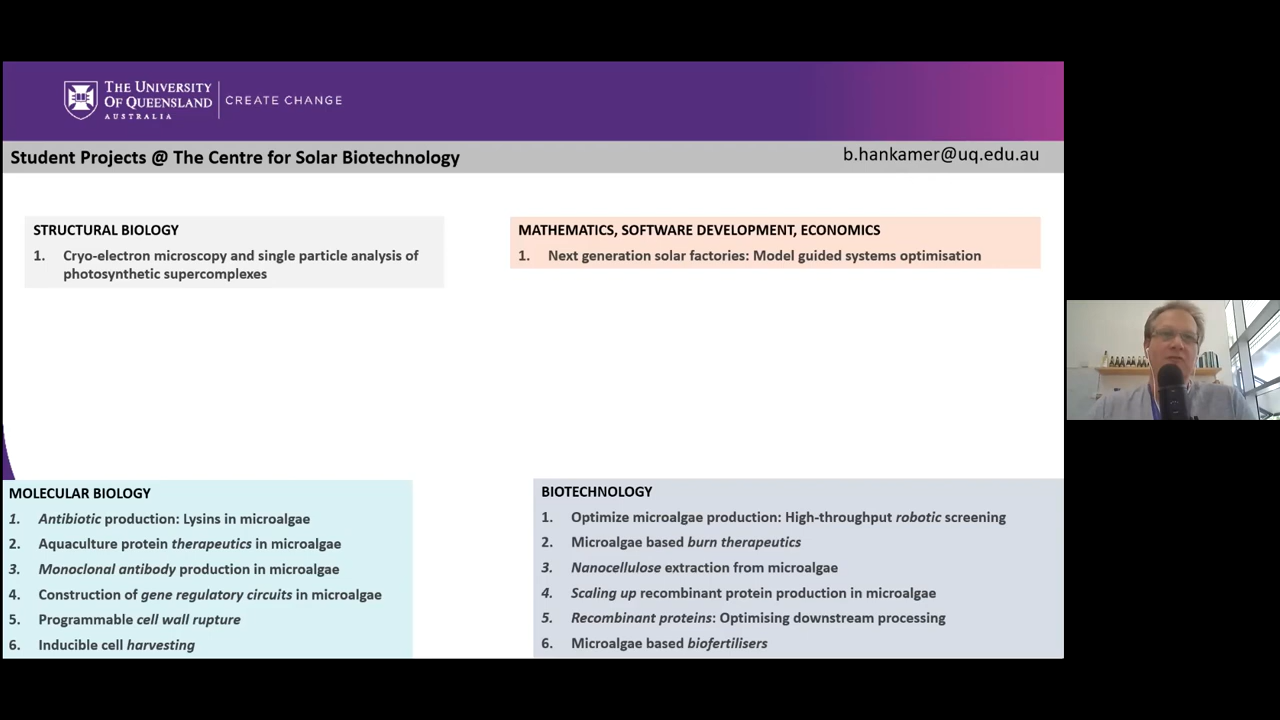 THE UNIVERSITY
OF QUEENSLAND
AUSTRALIA
CREATE CHANGE
Student Projects @ The Centre for Solar Biotechnology
b.hankamer@uq.edu.au
STRUCTURAL BIOLOGY
1. Cryo-electron microscopy and single particle analysis of
photosynthetic supercomplexes
MATHEMATICS, SOFTWARE DEVELOPMENT, ECONOMICS
1. Next generation solar factories: Model guided systems optimisation
MOLECULAR BIOLOGY
1. Antibiotic production: Lysins in microalgae
2. Aquaculture protein therapeutics in microalgae
3. Monoclonal antibody production in microalgae
4. Construction of gene regulatory circuits in microalgae
5. Programmable cell wall rupture
6. Inducible cell harvesting
BIOTECHNOLOGY
1. Optimize microalgae production: High-throughput robotic screening
2. Microalgae based burn therapeutics
3. Nanocellulose extraction from microalgae
4. Scaling up recombinant protein production in microalgae
5. Recombinant proteins: Optimising downstream processing
6. Microalgae based biofertilisers